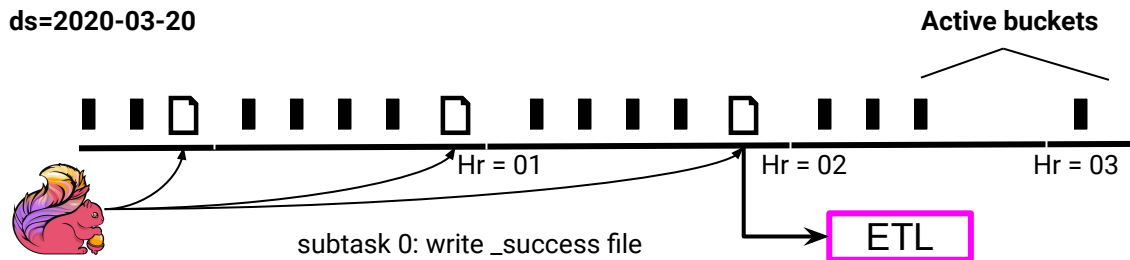 ds=2020-03-20
Active buckets
Hr = 01
Hr = 02
Hr = 03
subtask 0: write _success file
ETL